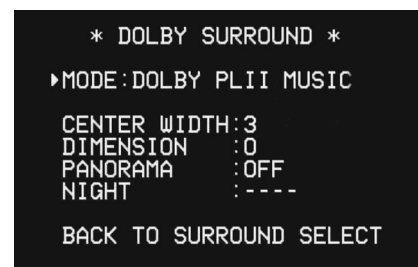 * DOLBY SURROUND *
▶MODE:DOLBY PLII MUSIC
CENTER WIDTH:3
DIMENSION :0
PANORAMA :OFF
NIGHT :----
BACK TO SURROUND SELECT